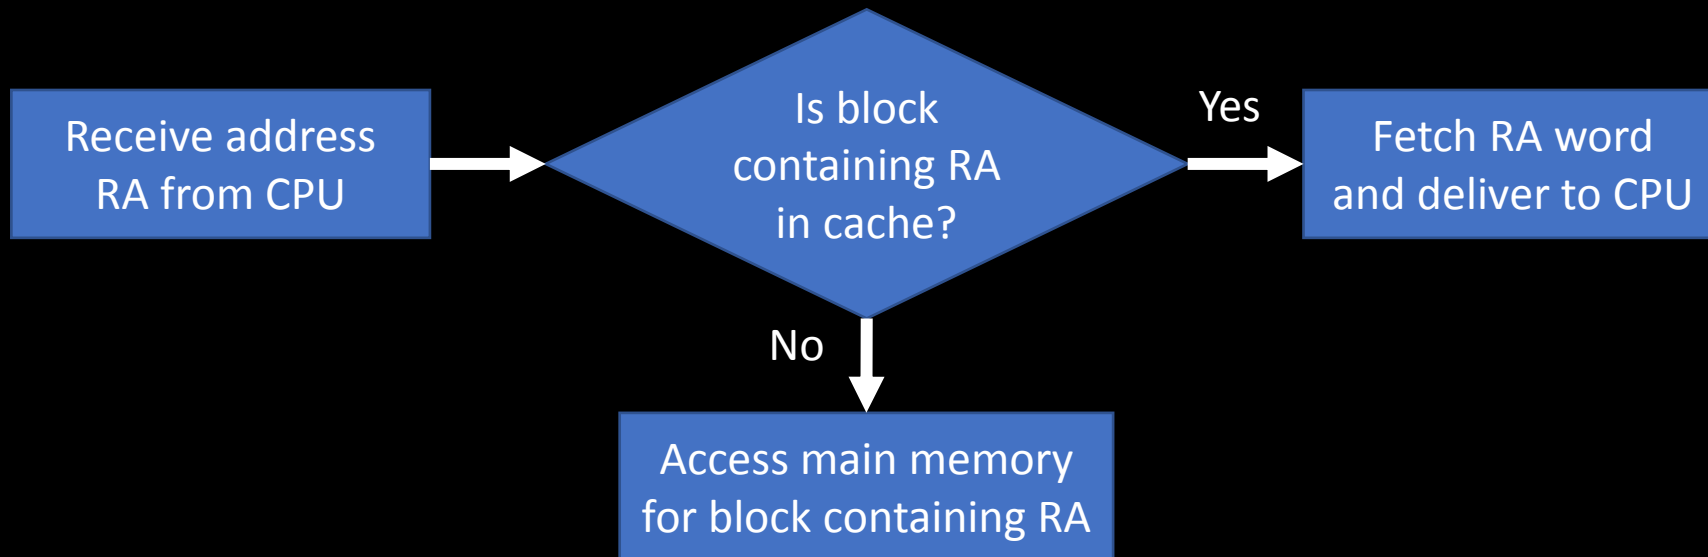 Receive address
RA from CPU
Is block
containing RA
in cache?
Yes
Fetch RA word
and deliver to CPU
No
Access main memory
for block containing RA